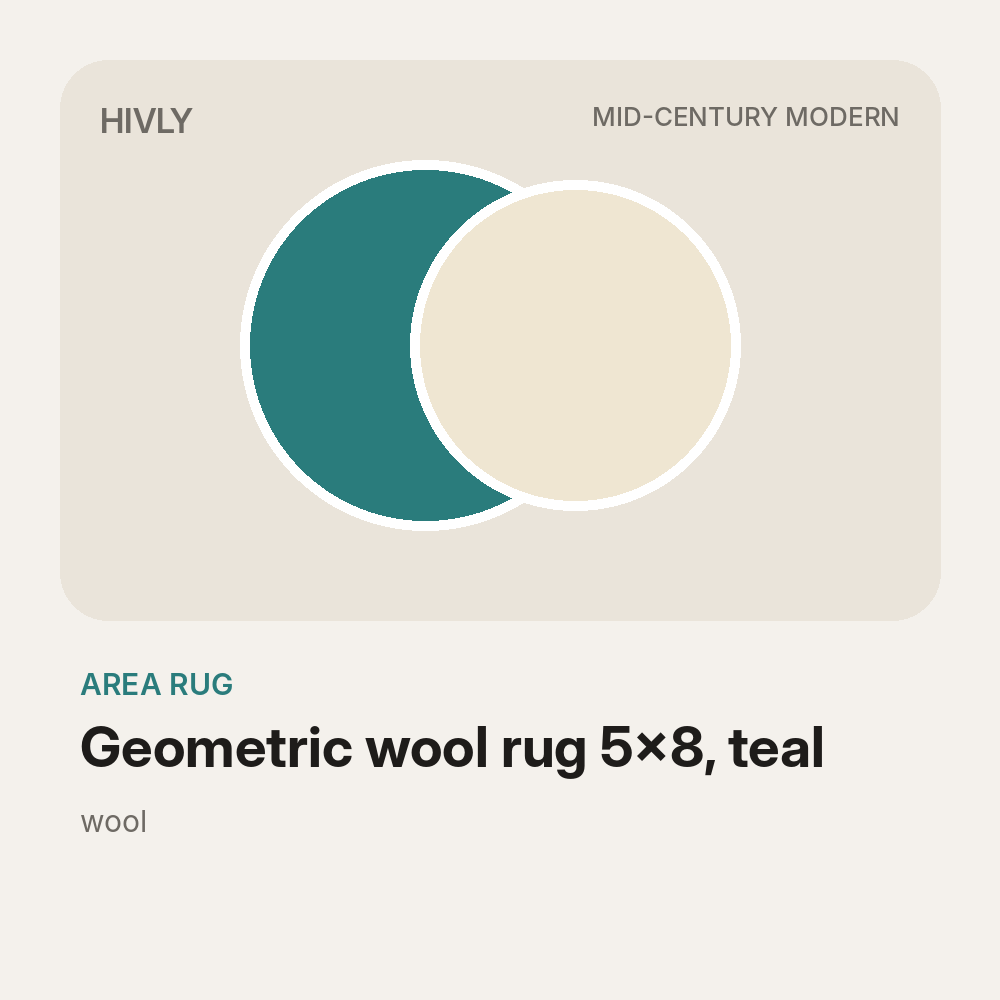 HIVLY
MID-CENTURY MODERN
AREA RUG
Geometric wool rug 5×8, teal
wool